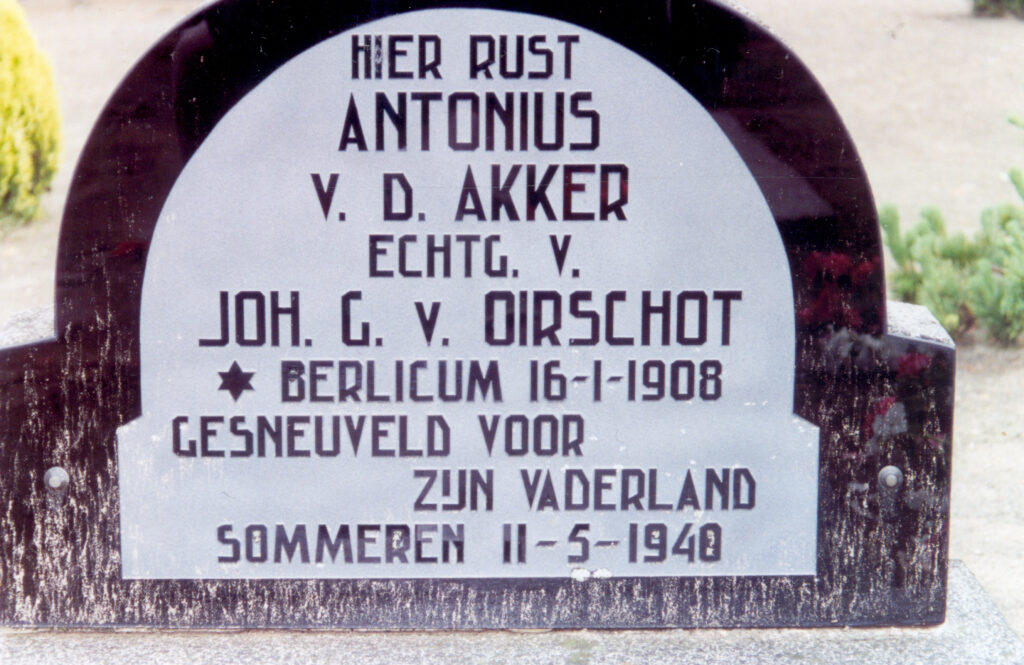 HIER RUST
ANTONIUS
V. D. AKKER
ECHTG. V.
JOH. G. V. OIRSCHOT
✶ BERLICUM 16-1-1908
GESNEUVELD VOOR
ZIJN VADERLAND
SOMMEREN 11-5-1940